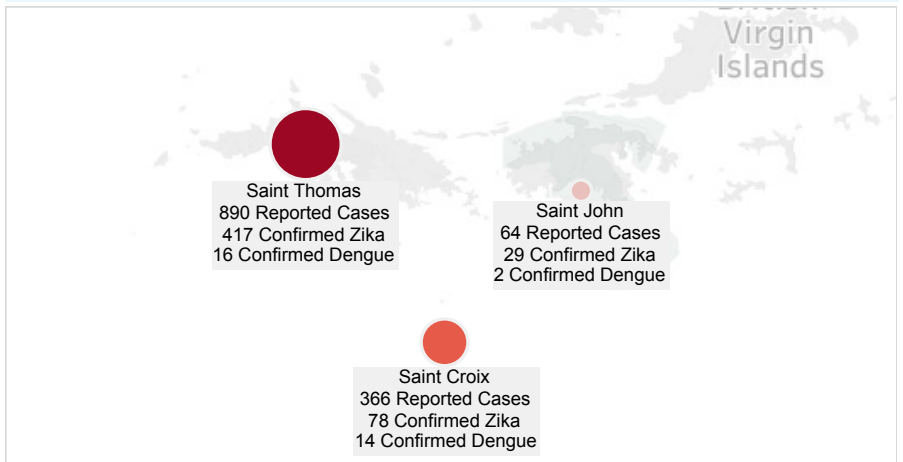 British
Virgin
Islands
Saint Thomas
890 Reported Cases
417 Confirmed Zika
16 Confirmed Dengue
Saint John
64 Reported Cases
29 Confirmed Zika
2 Confirmed Dengue
Saint Croix
366 Reported Cases
78 Confirmed Zika
14 Confirmed Dengue